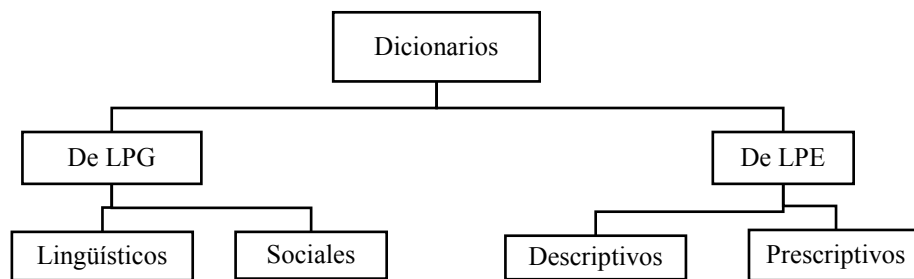 Dicionarios
De LPG
De LPE
Lingüísticos
Sociales
Descriptivos
Prescriptivos